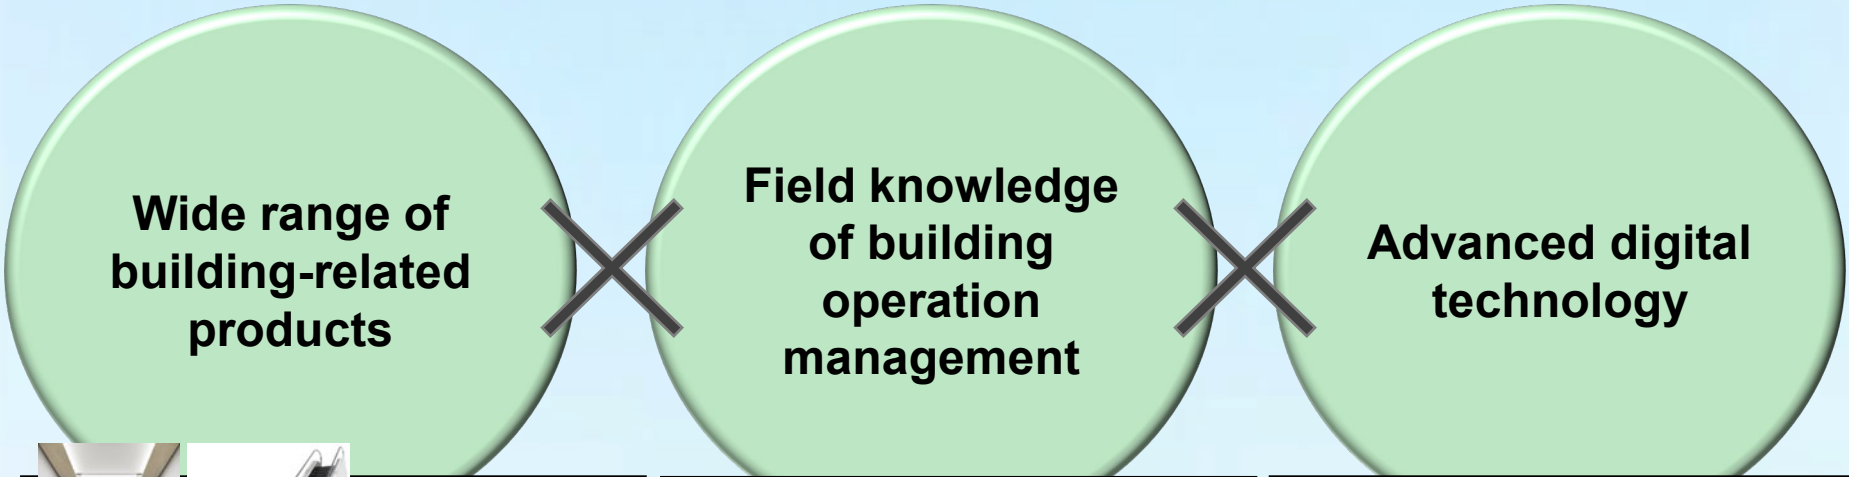 Wide range of
building-related
products
Field knowledge
of building
operation
management
Advanced digital
technology